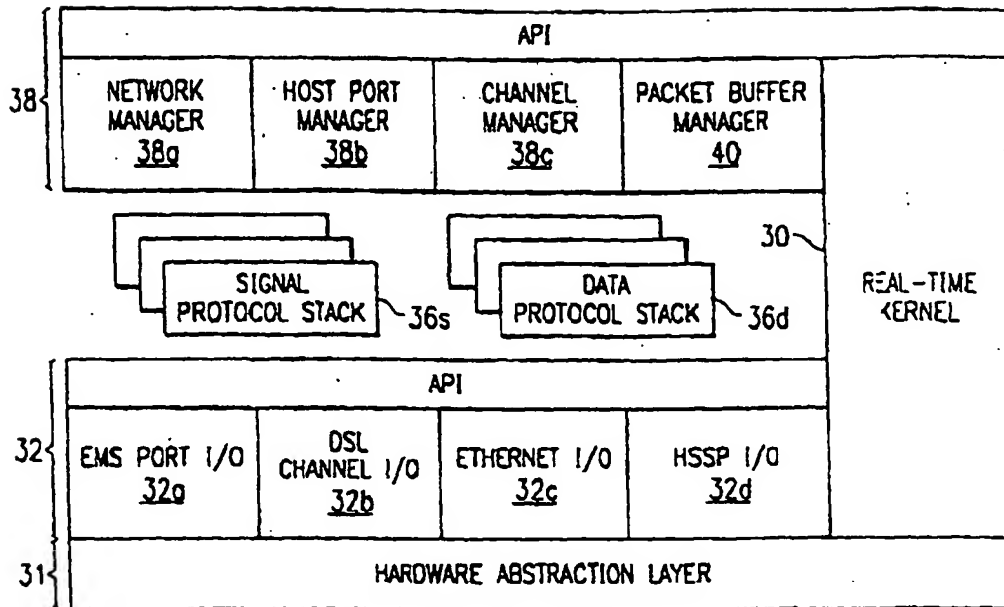 API
38
NETWORK MANAGER 38a
HOST PORT MANAGER 38b
CHANNEL MANAGER 38c
PACKET BUFFER MANAGER 40
30
REAL-TIME KERNEL
SIGNAL PROTOCOL STACK
36s
DATA PROTOCOL STACK
36d
API
32
EMS PORT I/O 32a
DSL CHANNEL I/O 32b
ETHERNET I/O 32c
HSSP I/O 32d
31
HARDWARE ABSTRACTION LAYER